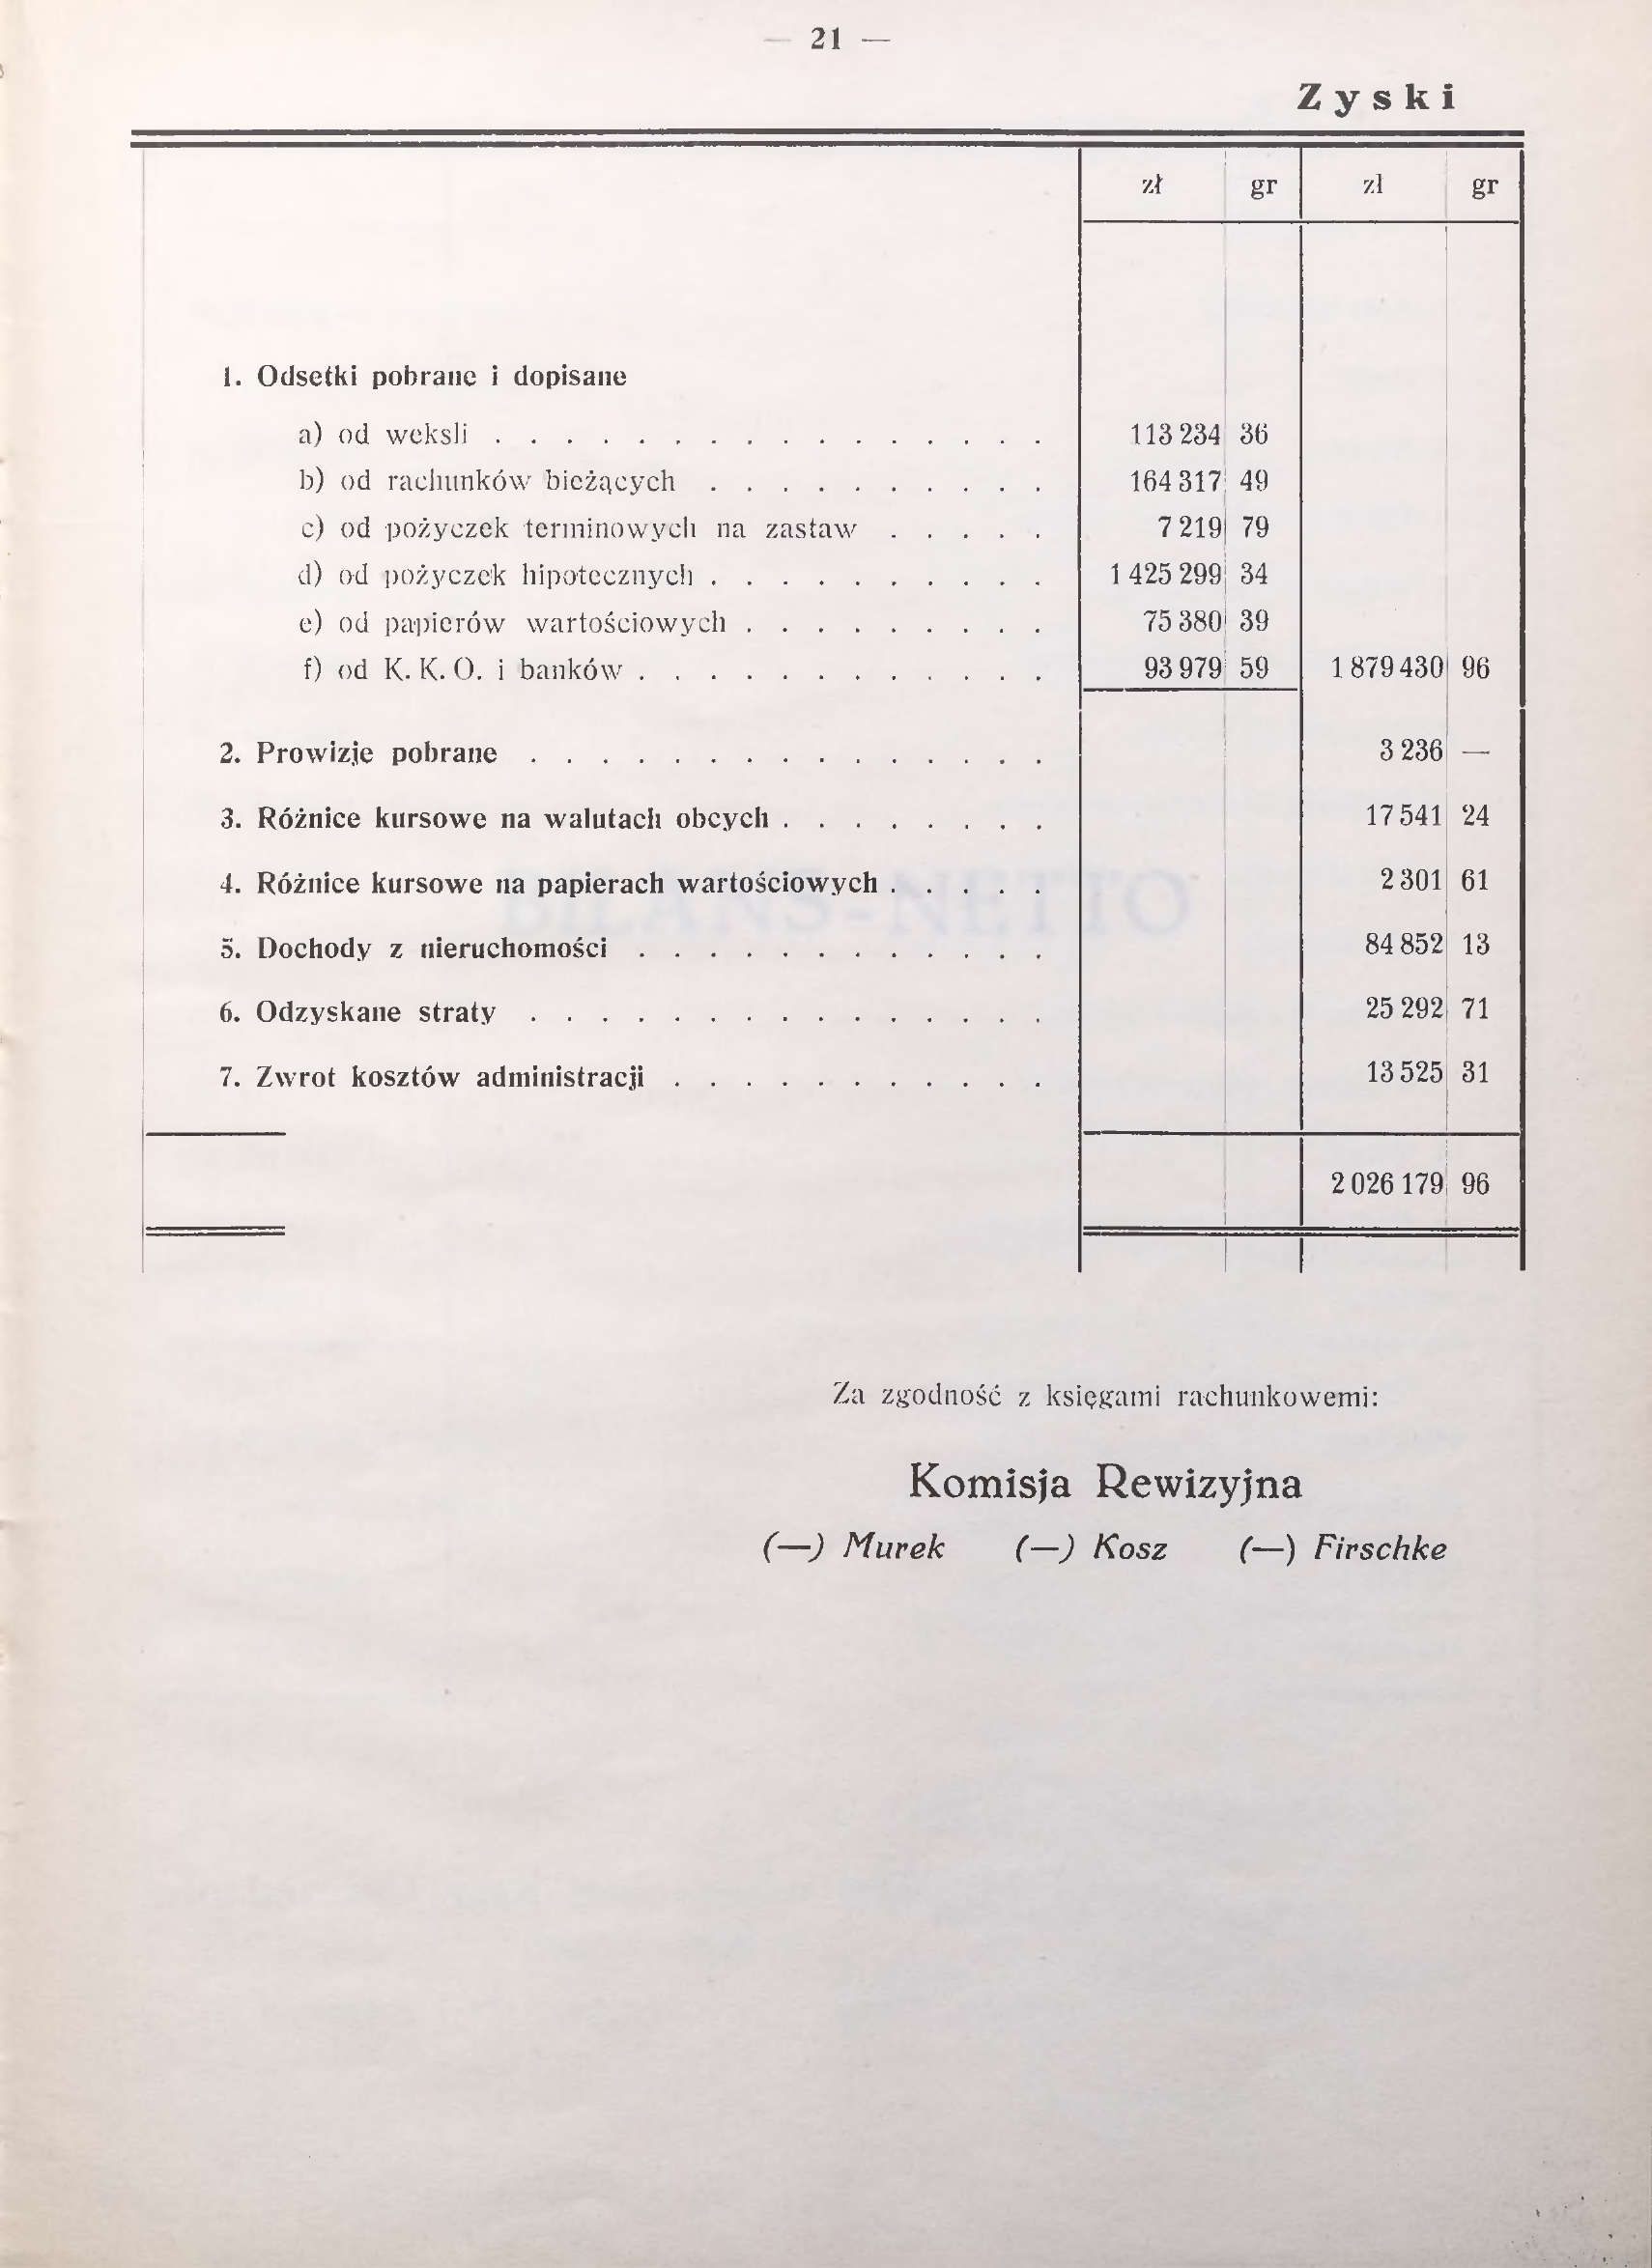 — 21 —
Zyski
zł gr zł gr
1. Odsetki pobrane i dopisane
a) od weksli . . . . . . . . . . . . . . . . 113 234 36
b) od rachunków bieżących . . . . . . . . . . 164 317 49
c) od pożyczek terminowych na zastaw . . . . . 7 219 79
d) od pożyczek hipotecznych . . . . . . . . . . 1 425 299 34
e) od papierów wartościowych . . . . . . . . . 75 380 39
f) od K. K. O. i banków . . . . . . . . . . . . 93 979 59 1 879 430 96
2. Prowizje pobrane . . . . . . . . . . . . . . . 3 236 —
3. Różnice kursowe na walutach obcych . . . . . . . . 17 541 24
4. Różnice kursowe na papierach wartościowych . . . . . 2 301 61
5. Dochody z nieruchomości . . . . . . . . . . . . 84 852 13
6. Odzyskane straty . . . . . . . . . . . . . . . 25 292 71
7. Zwrot kosztów administracji . . . . . . . . . . . 13 525 31
2 026 179 96
Za zgodność z księgami rachunkowemi:
Komisja Rewizyjna
(—) Murek (—) Kosz (—) Firschke